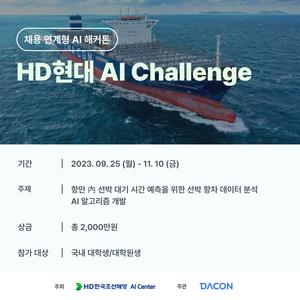 채용 연계형 AI 해커톤
HD현대 AI Challenge
기간 | 2023. 09. 25 (월) - 11. 10 (금)
주제 | 항만 內 선박 대기 시간 예측을 위한 선박 항차 데이터 분석
AI 알고리즘 개발
상금 | 총 2,000만원
참가 대상 | 국내 대학생/대학원생
주최 HD한국조선해양 AI Center 주관 DACON